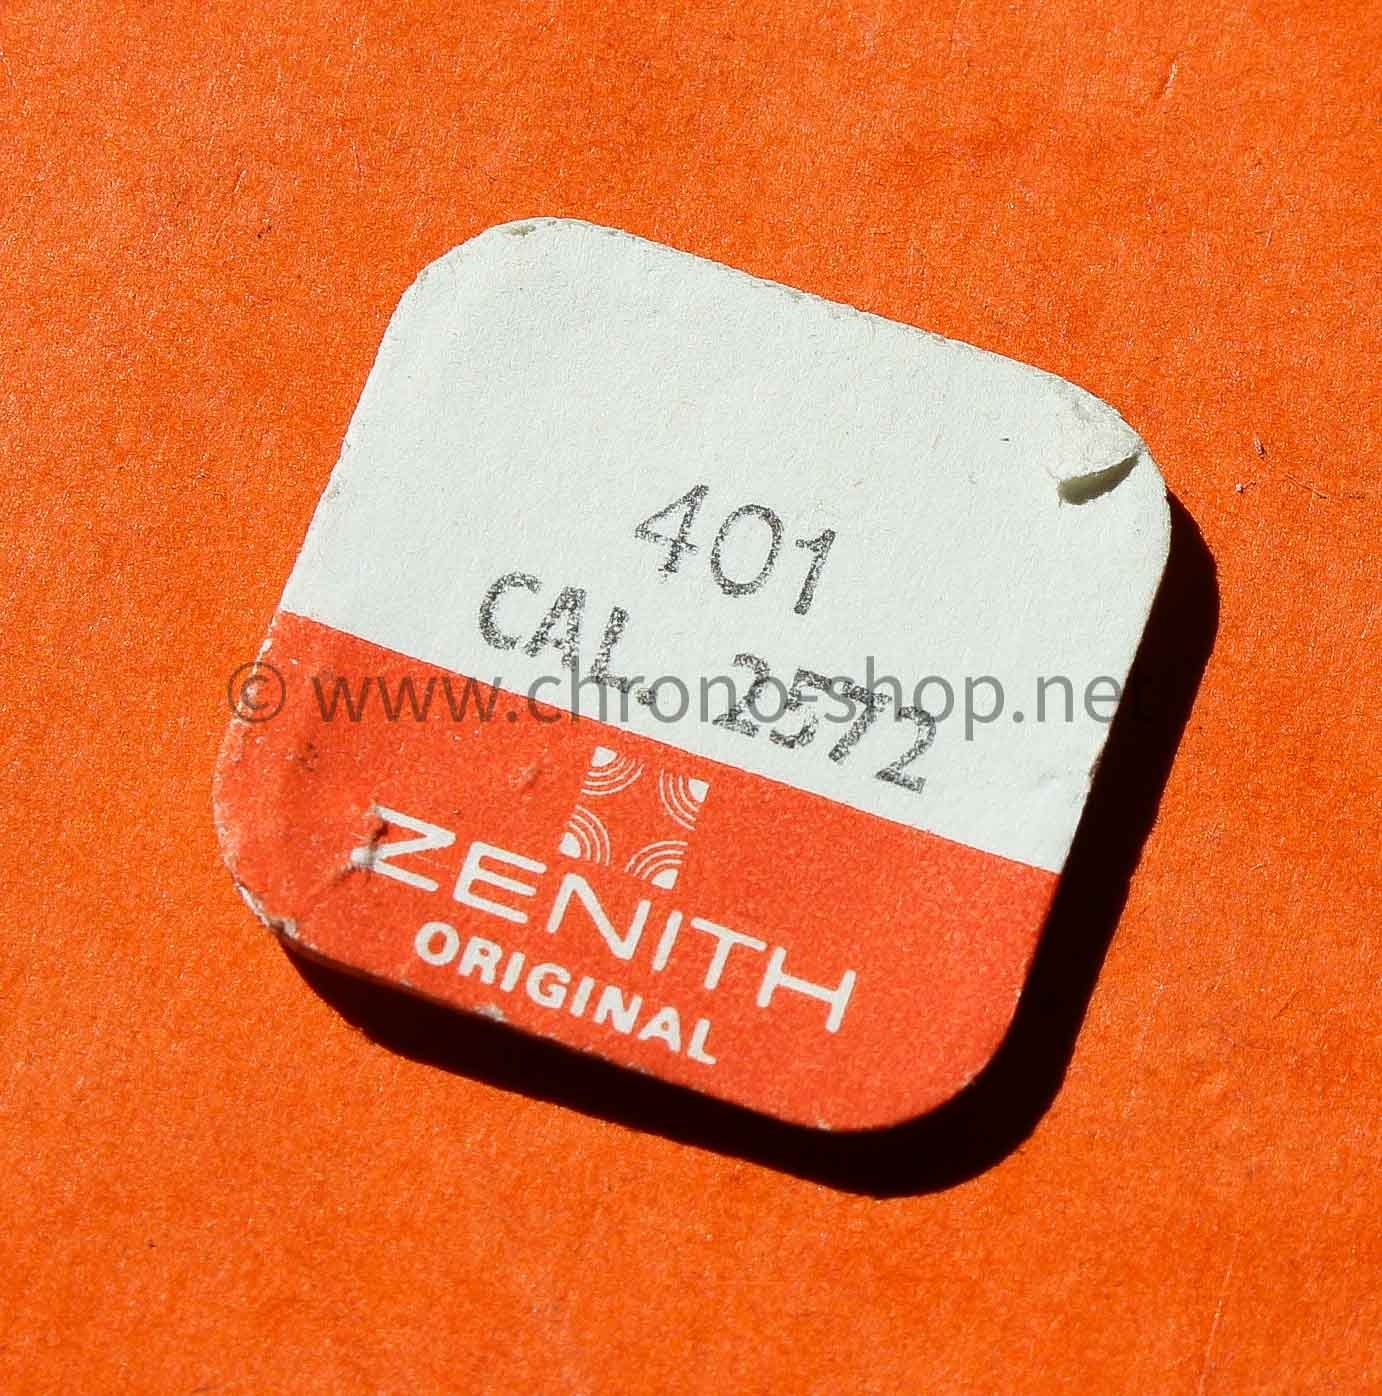 401
CAL. 2572
© www.chrono-shop.net
ZENITH
ORIGINAL